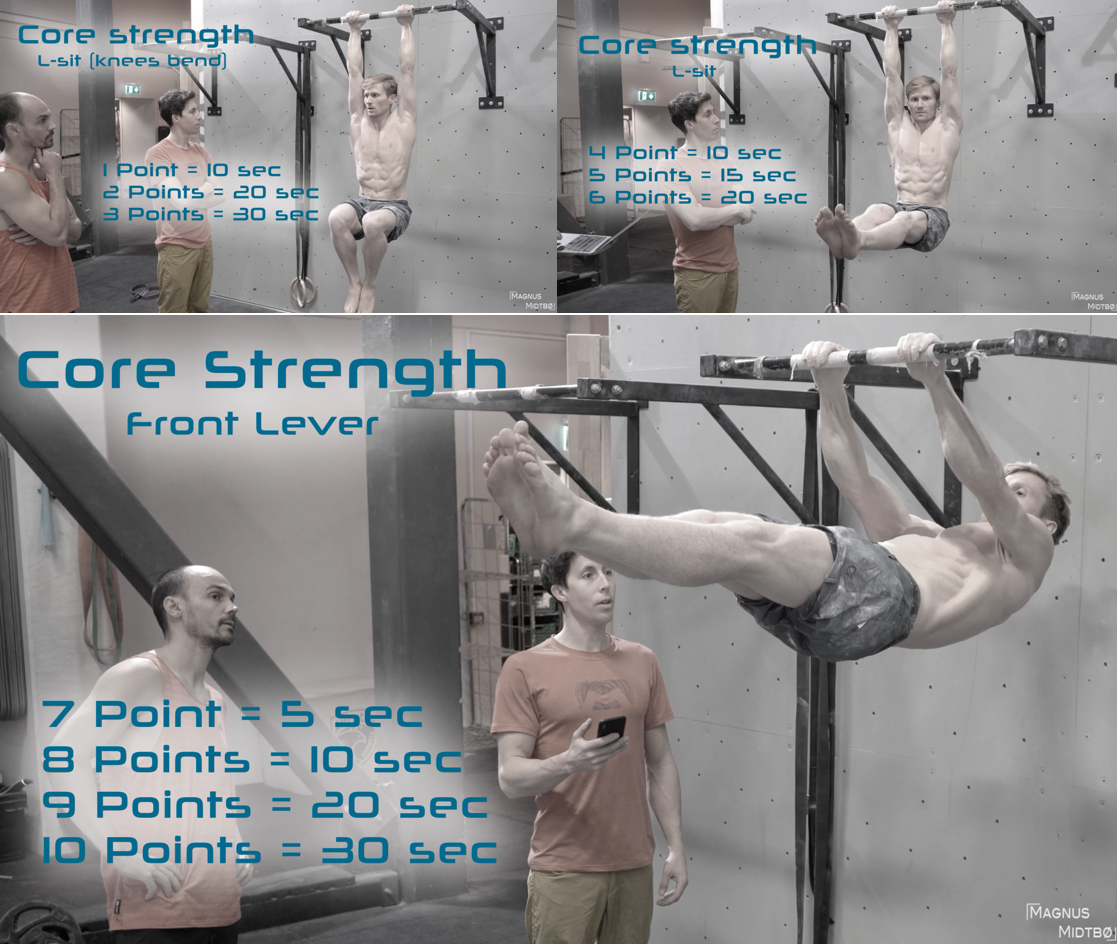 Core strength
L-sit (knees bend)
1 Point = 10 sec
2 Points = 20 sec
3 Points = 30 sec
MAGNUS
MIDTBØ
Core strength
L-sit
4 Point = 10 sec
5 Points = 15 sec
6 Points = 20 sec
MAGNUS
MIDTBØ
Core Strength
Front Lever
7 Point = 5 sec
8 Points = 10 sec
9 Points = 20 sec
10 Points = 30 sec
MAGNUS
MIDTBØ